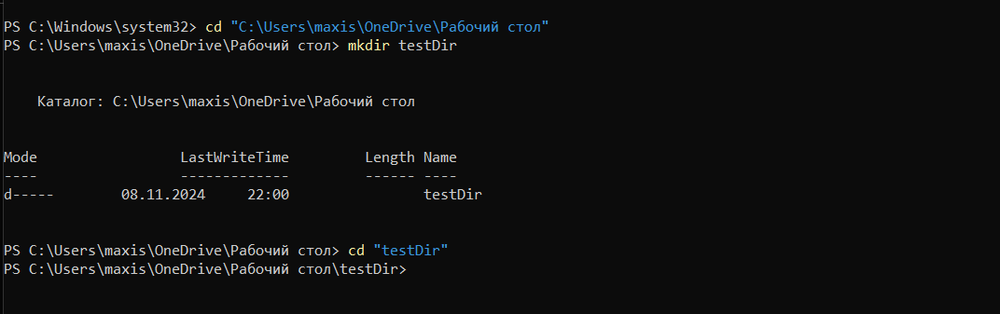 PS C:\Windows\system32> cd "C:\Users\maxis\OneDrive\Рабочий стол"
PS C:\Users\maxis\OneDrive\Рабочий стол> mkdir testDir
Каталог: C:\Users\maxis\OneDrive\Рабочий стол
Mode LastWriteTime Length Name
---- ------------- ------ ----
d----- 08.11.2024 22:00 testDir
PS C:\Users\maxis\OneDrive\Рабочий стол> cd "testDir"
PS C:\Users\maxis\OneDrive\Рабочий стол\testDir>